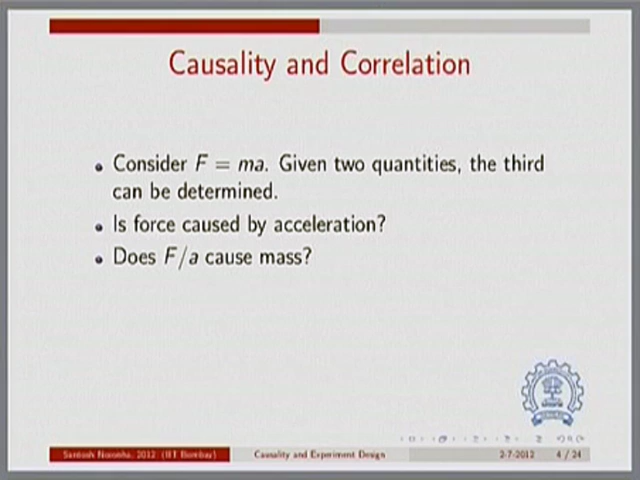 Causality and Correlation
Consider F = ma. Given two quantities, the third
can be determined.
Is force caused by acceleration?
Does F/a cause mass?
Santosh Noronha, 2012 (IIT Bombay) Causality and Experiment Design 2-7-2012 4 / 24